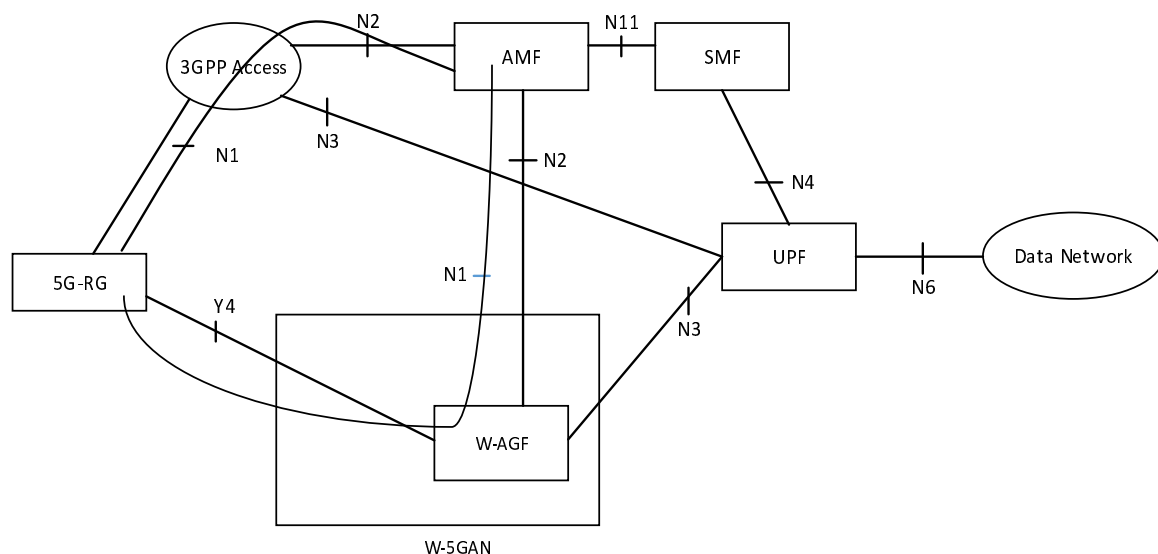 N2
N11
3GPP Access
AMF
SMF
N3
N1
N2
N4
5G-RG
N1
UPF
Data Network
N6
Y4
N3
W-AGF
W-5GAN